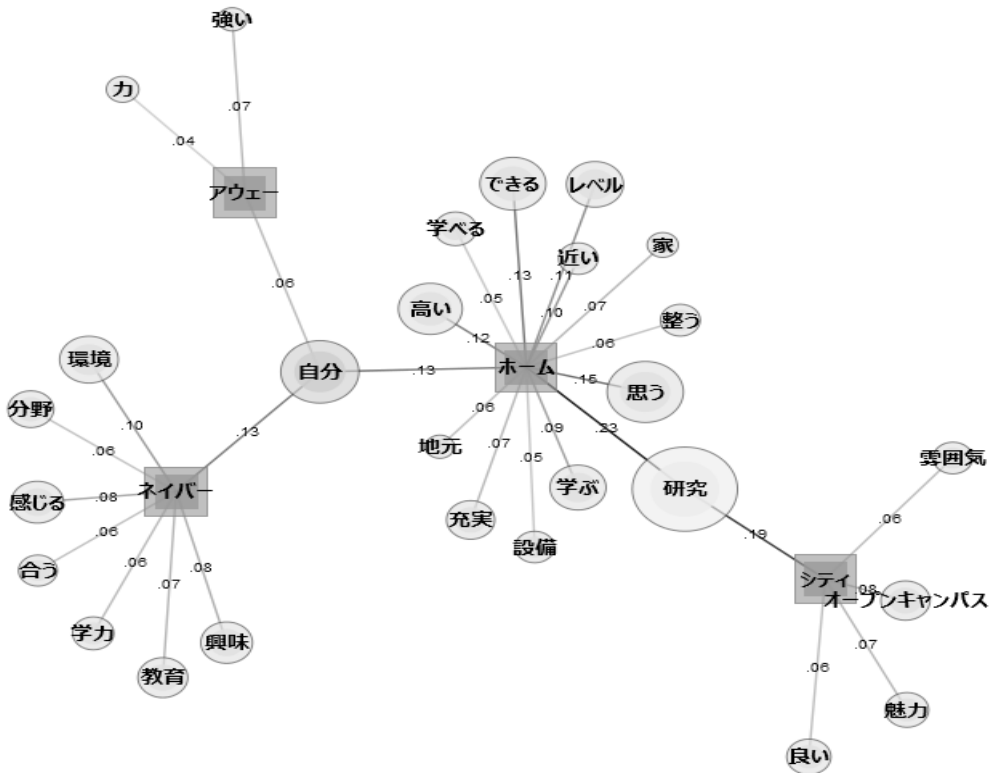 強い
力
.07
.04
アウェー
できる
レベル
学べる
近い
家
.06
.13
.11
.05
.10
.07
高い
整う
.12
.06
環境
自分
.13
ホーム
.15
思う
分野
.10
.06
地元
.09
.23
.06
.13
.07
.05
雰囲気
感じる
.08
ネイバー
充実
学ぶ
研究
.06
設備
.19
.06
合う
.06
.07
.08
シティ
.08
オープンキャンパス
学力
興味
.06
.07
教育
魅力
良い